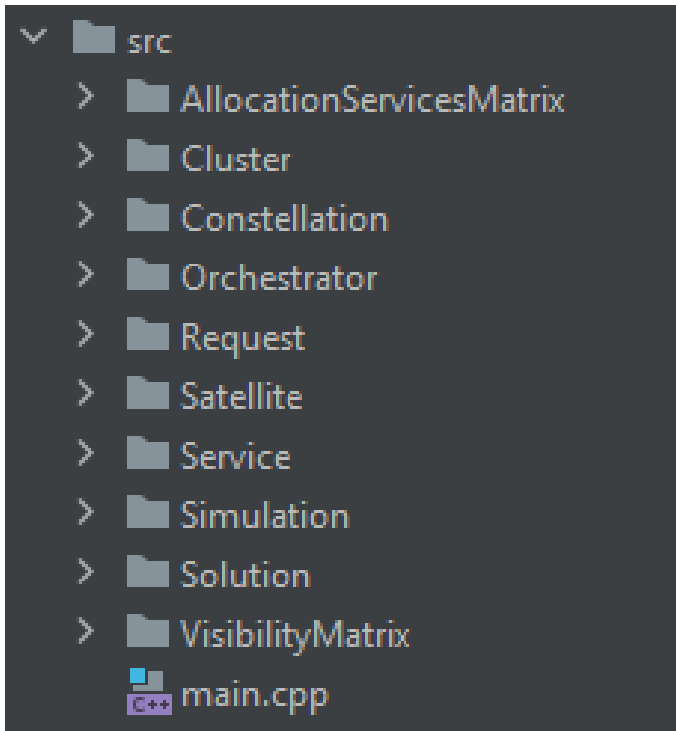 src
AllocationServicesMatrix
Cluster
Constellation
Orchestrator
Request
Satellite
Service
Simulation
Solution
VisibilityMatrix
C++ main.cpp